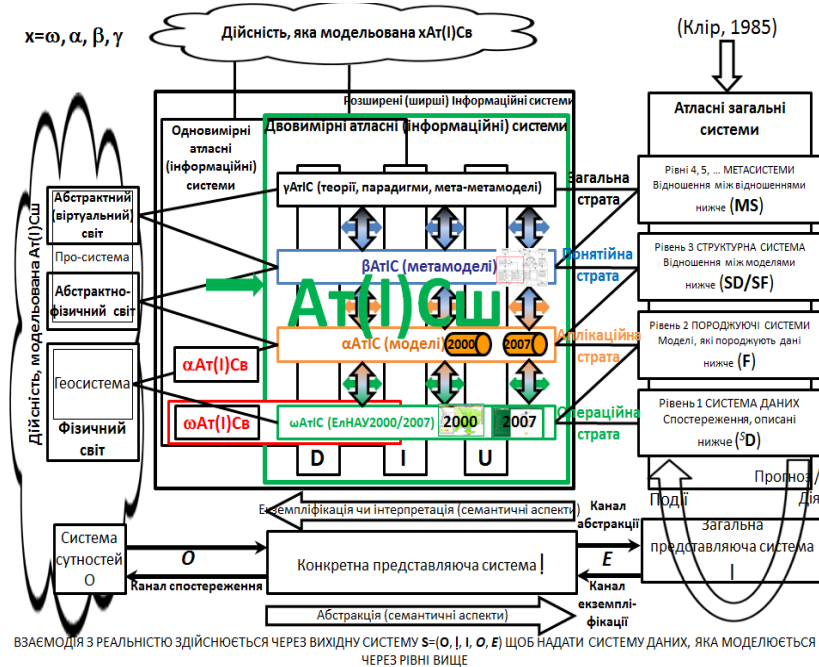 x=ω, α, β, γ
Дійсність, яка модельована xАт(І)Св
(Клір, 1985)
Розширені (ширші) Інформаційні системи
Одновимірні
атласні
(інформаційні)
системи
Двовимірні атласні (інформаційні) системи
Атласні загальні
системи
Дійсність, модельована Ат(І)Сш
Абстрактний
(віртуальний)
світ
Про-система
Абстрактно-
фізичний світ
Геосистема
Фізичний
світ
γАтІС (теорії, парадигми, мета-метамоделі)
Загальна
страта
βАтІС (метамоделі)
Понятійна
страта
Ат(І)Сш
αАтІС (моделі)
2000
2007
Аплікаційна
страта
αАт(І)Св
ωАт(І)Св
ωАтІС (ЕлНАУ2000/2007)
2000
2007
Операційна
страта
D
I
U
Рівні 4, 5, ... МЕТАСИСТЕМИ
Відношення між відношеннями
нижче (MS)
Рівень 3 СТРУКТУРНА СИСТЕМА
Відношення між моделями
нижче (SD/SF)
Рівень 2 ПОРОДЖУЮЧІ СИСТЕМИ
Моделі, які породжують дані
нижче (F)
Рівень 1 СИСТЕМА ДАНИХ
Спостереження, описані
нижче (ˢD)
Події
Прогноз/
Дія
Екземпліфікація чи інтерпретація (семантичні аспекти)
Канал
абстракції
Система
сутностей
O
O
Канал спостереження
Конкретна представляюча система I
E
Канал
екземплі-
фікації
Загальна
представляюча система
I
Абстракція (семантичні аспекти)
ВЗАЄМОДІЯ З РЕАЛЬНІСТЮ ЗДІЙСНЮЄТЬСЯ ЧЕРЕЗ ВИХІДНУ СИСТЕМУ S=(O, I, I, O, E) ЩОБ НАДАТИ СИСТЕМУ ДАНИХ, ЯКА МОДЕЛЮЄТЬСЯ
ЧЕРЕЗ РІВНІ ВИЩЕ